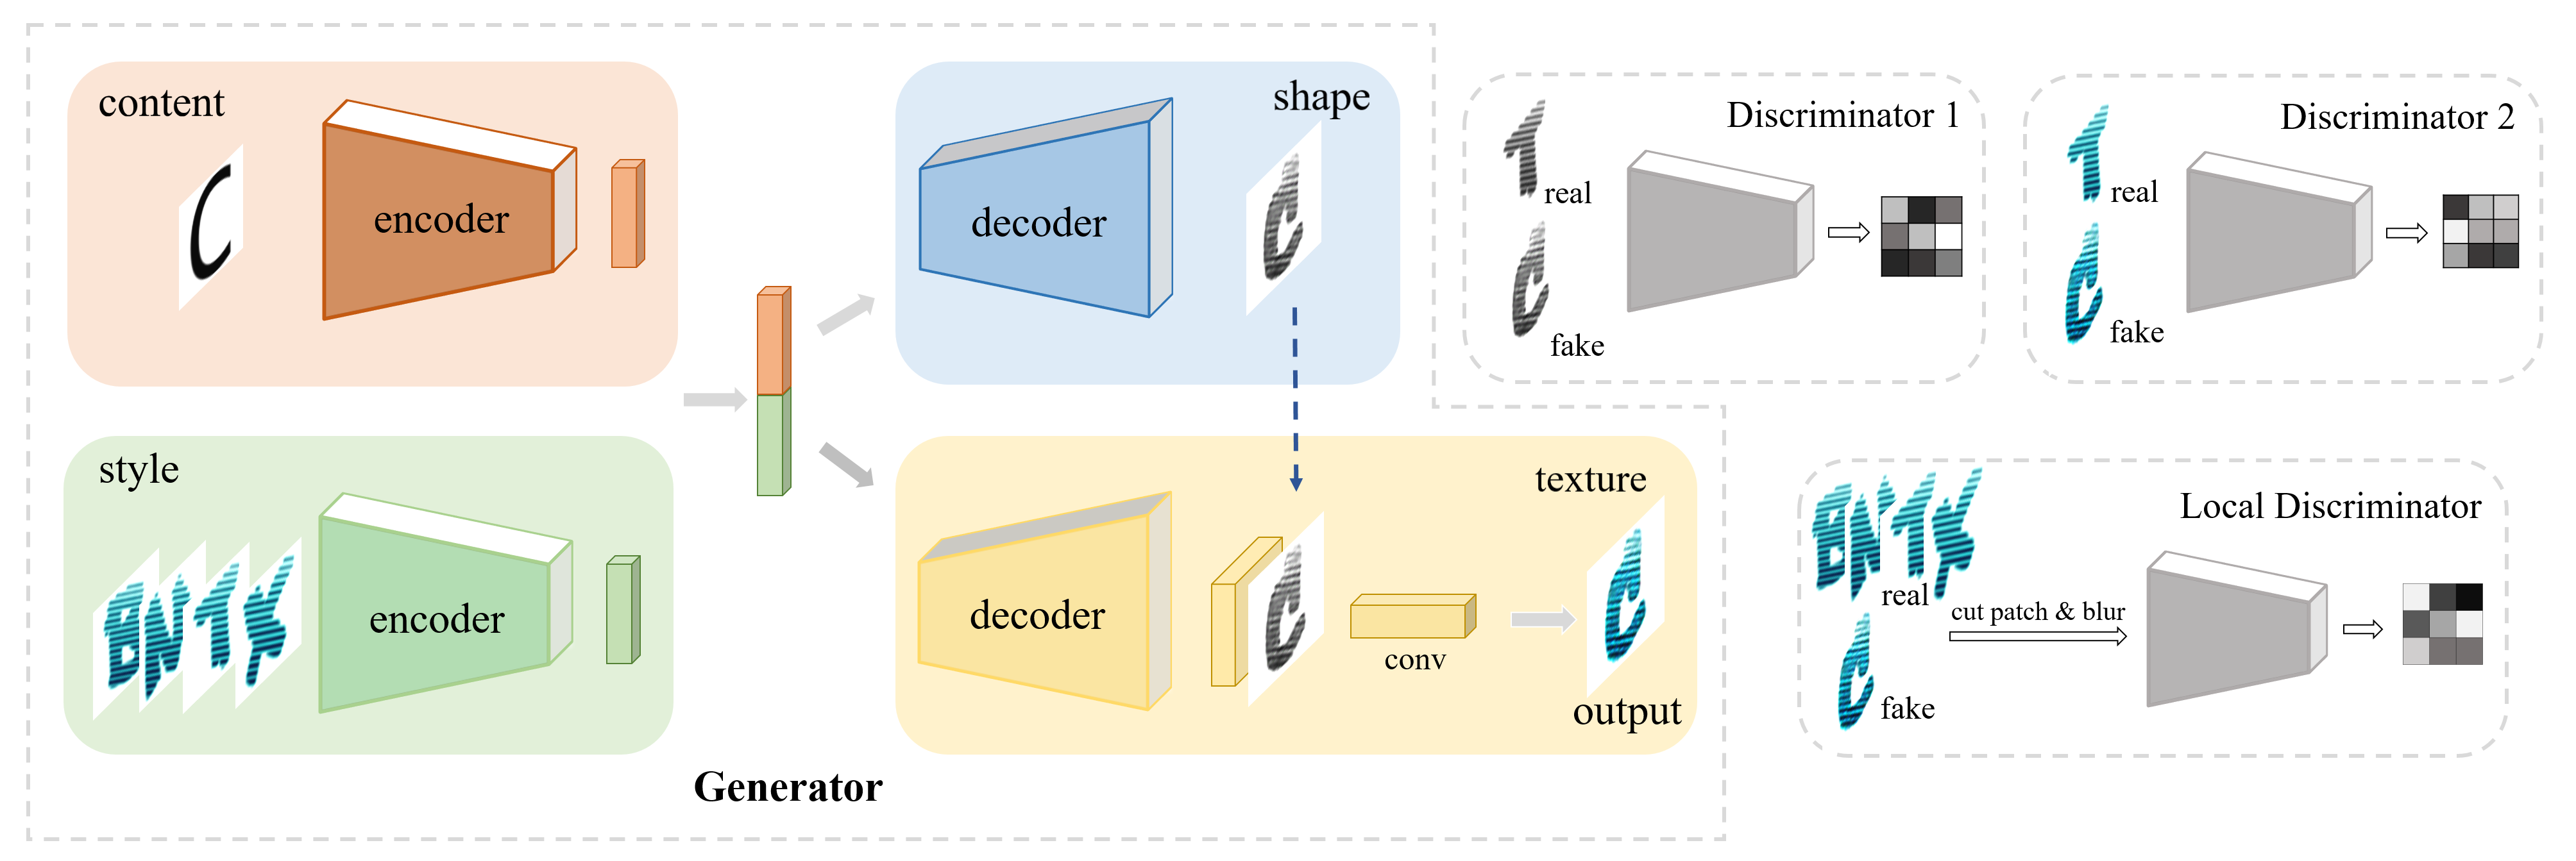 content
C
encoder
style
BNTX
encoder
shape
decoder
C
texture
decoder
C
conv
C
output
Generator
Discriminator 1
T
real
C
fake
Discriminator 2
T
real
C
fake
Local Discriminator
real
cut patch & blur
C
fake